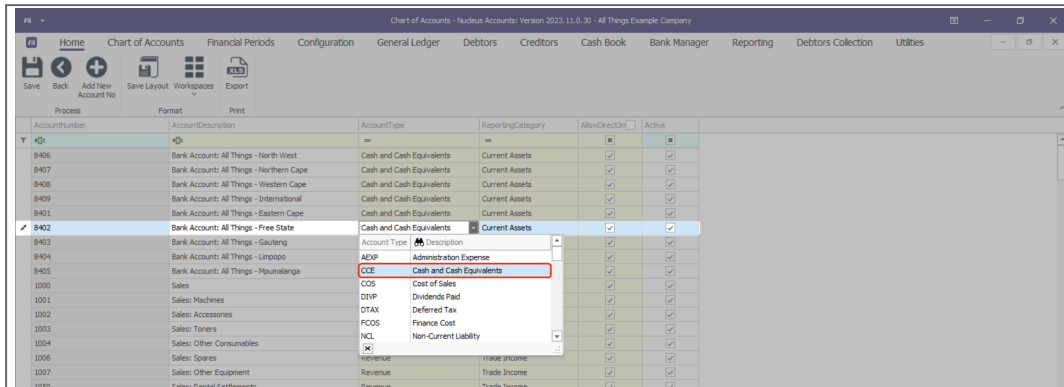 Chart of Accounts - Nucleus Accounts: Version 2023.11.0.30 - All Things Example Company
Home Chart of Accounts Financial Periods Configuration General Ledger Debtors Creditors Cash Book Bank Manager Reporting Debtors Collection Utilities
Save Back Add New Account No Save Layout Workspaces XLS Export
Process Format Print
AccountNumber AccountDescription AccountType ReportingCategory Active
= =
8406 Bank Account: All Things - North West Cash and Cash Equivalents Current Assets
8407 Bank Account: All Things - Northern Cape Cash and Cash Equivalents Current Assets
8408 Bank Account: All Things - Western Cape Cash and Cash Equivalents Current Assets
8409 Bank Account: All Things - International Cash and Cash Equivalents Current Assets
8401 Bank Account: All Things - Eastern Cape Cash and Cash Equivalents Current Assets
8402 Bank Account: All Things - Free State Cash and Cash Equivalents Current Assets
8403 Bank Account: All Things - Gauteng Account Type Description
8404 Bank Account: All Things - Limpopo AEXP Administration Expense
8405 Bank Account: All Things - Mpumalanga CCE Cash and Cash Equivalents
1000 Sales COS Cost of Sales
1001 Sales: Machines DIVP Dividends Paid
1002 Sales: Accessories DTAX Deferred Tax
1003 Sales: Toners FCOS Finance Cost
1004 Sales: Other Consumables NCL Non-Current Liability
1006 Sales: Spares Revenue Trade Income
1007 Sales: Other Equipment Revenue Trade Income
1050 Sales: Rental Settlements Revenue Trade Income